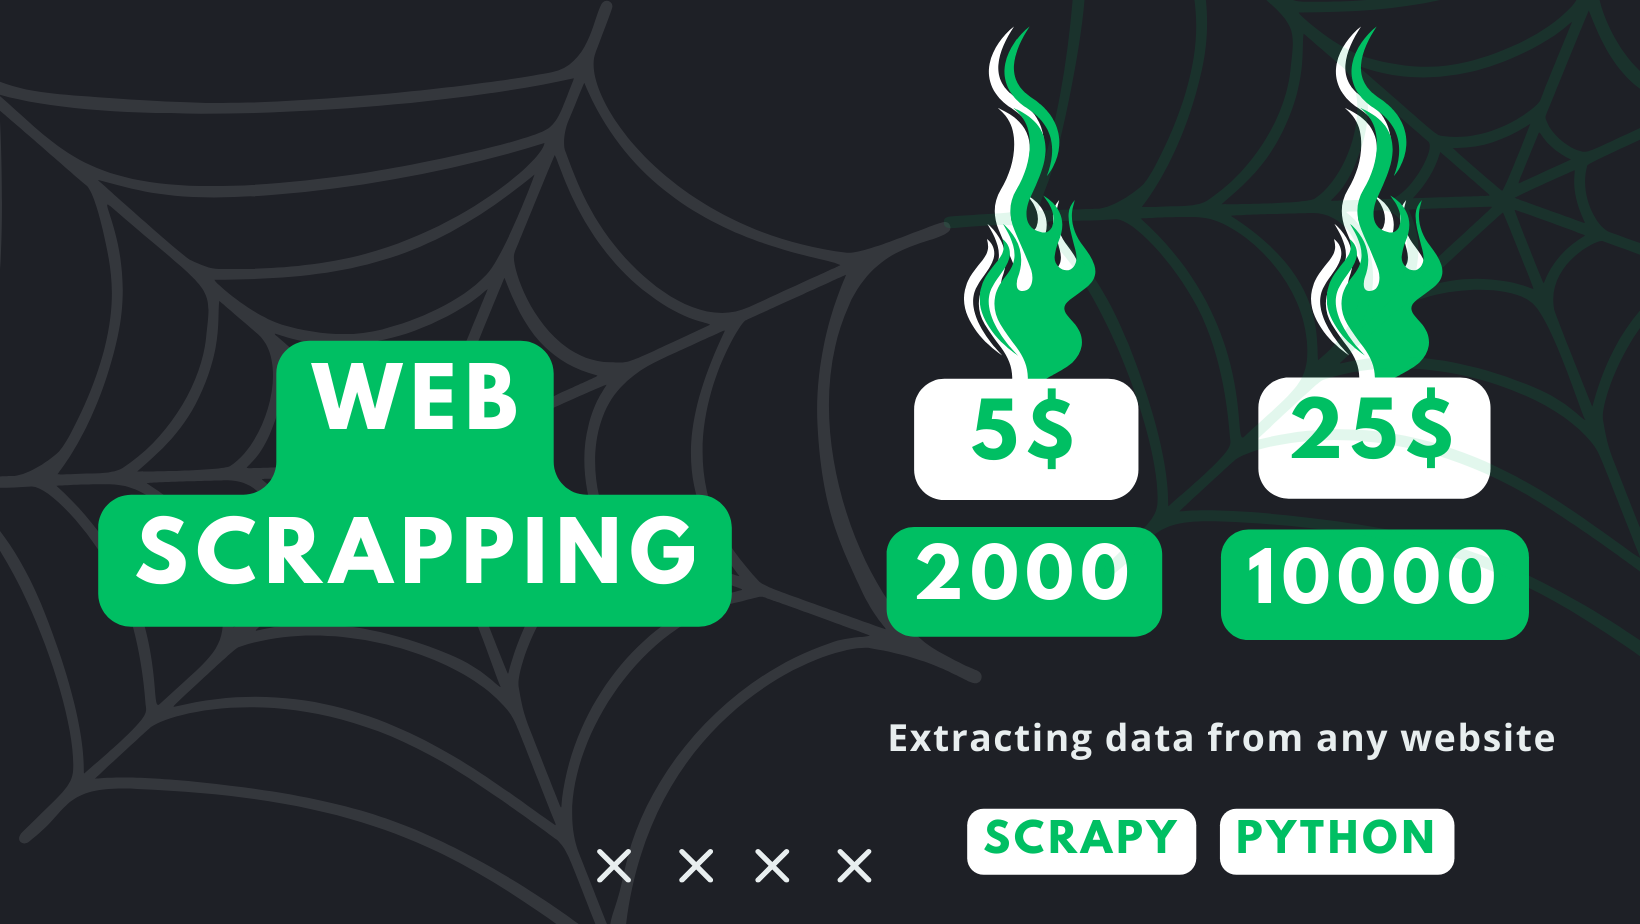 WEB
SCRAPPING
5$ 25$
2000 10000
Extracting data from any website
SCRAPY PYTHON